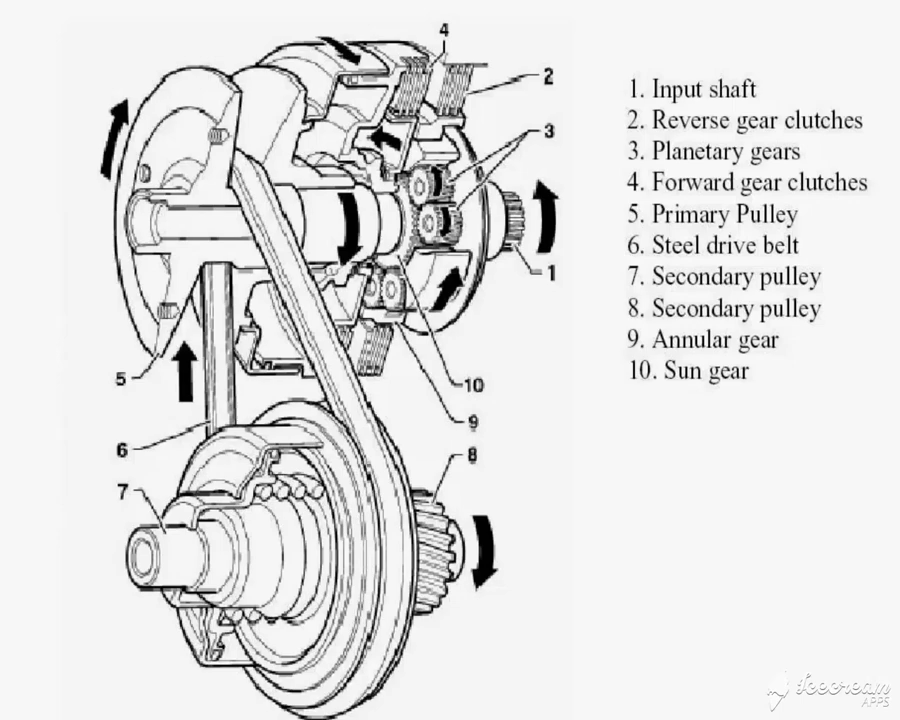 4
2
3
1
5
10
9
6
8
7
1. Input shaft
2. Reverse gear clutches
3. Planetary gears
4. Forward gear clutches
5. Primary Pulley
6. Steel drive belt
7. Secondary pulley
8. Secondary pulley
9. Annular gear
10. Sun gear
Icecream
APPS